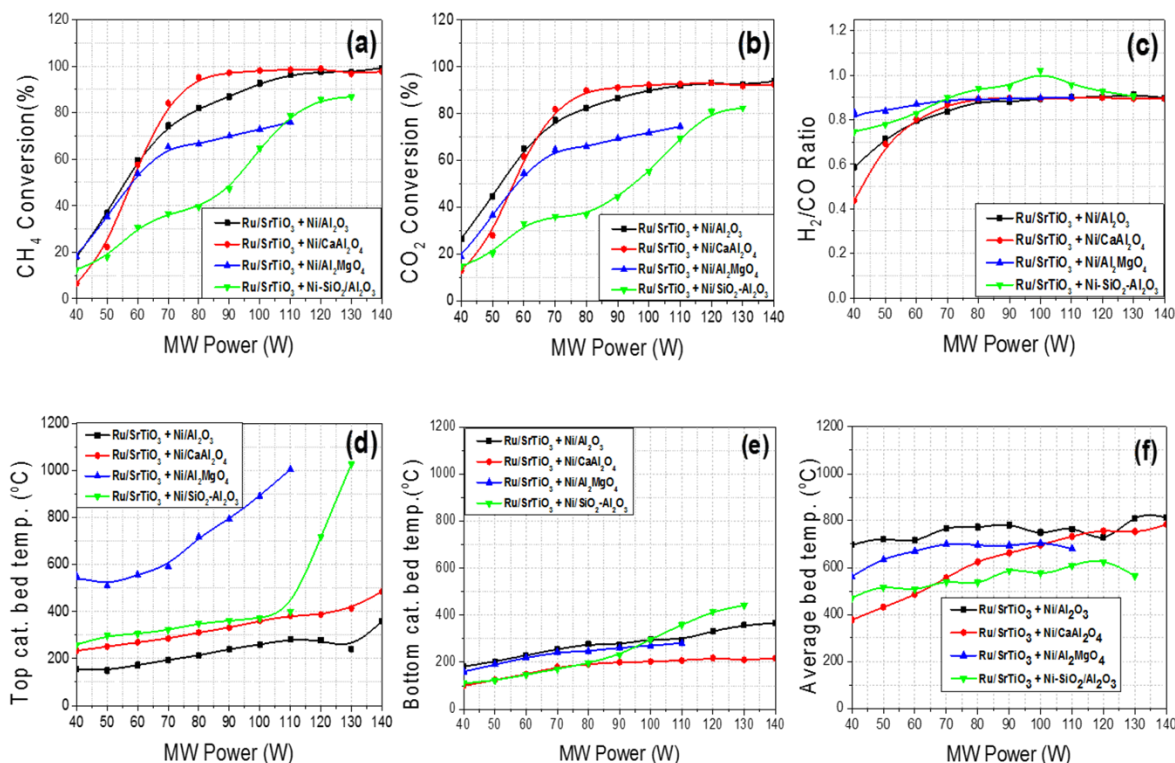 (a)
CH₄ Conversion (%)
120
100
80
60
40
20
0
Ru/SrTiO₃ + Ni/Al₂O₃
Ru/SrTiO₃ + Ni/CaAl₂O₄
Ru/SrTiO₃ + Ni/Al₂MgO₄
Ru/SrTiO₃ + Ni-SiO₂/Al₂O₃
40 50 60 70 80 90 100 110 120 130 140
MW Power (W)
(b)
CO₂ Conversion (%)
120
100
80
60
40
20
0
Ru/SrTiO₃ + Ni/Al₂O₃
Ru/SrTiO₃ + Ni/CaAl₂O₄
Ru/SrTiO₃ + Ni/Al₂MgO₄
Ru/SrTiO₃ + Ni/SiO₂-Al₂O₃
40 50 60 70 80 90 100 110 120 130 140
MW Power (W)
(c)
H₂/CO Ratio
1.2
1.0
0.8
0.6
0.4
0.2
0.0
Ru/SrTiO₃ + Ni/Al₂O₃
Ru/SrTiO₃ + Ni/CaAl₂O₄
Ru/SrTiO₃ + Ni/Al₂MgO₄
Ru/SrTiO₃ + Ni-SiO₂-Al₂O₃
40 50 60 70 80 90 100 110 120 130 140
MW Power (W)
(d)
Top cat. bed temp. (⁰C)
1200
1000
800
600
400
200
0
Ru/SrTiO₃ + Ni/Al₂O₃
Ru/SrTiO₃ + Ni/CaAl₂O₄
Ru/SrTiO₃ + Ni/Al₂MgO₄
Ru/SrTiO₃ + Ni/SiO₂-Al₂O₃
40 50 60 70 80 90 100 110 120 130 140
MW Power (W)
(e)
Bottom cat. bed temp.(⁰C)
1200
1000
800
600
400
200
0
Ru/SrTiO₃ + Ni/Al₂O₃
Ru/SrTiO₃ + Ni/CaAl₂O₄
Ru/SrTiO₃ + Ni/Al₂MgO₄
Ru/SrTiO₃ + Ni/SiO₂-Al₂O₃
40 50 60 70 80 90 100 110 120 130 140
MW Power (W)
(f)
Average bed temp. (⁰C)
1200
1000
800
600
400
200
0
Ru/SrTiO₃ + Ni/Al₂O₃
Ru/SrTiO₃ + Ni/CaAl₂O₄
Ru/SrTiO₃ + Ni/Al₂MgO₄
Ru/SrTiO₃ + Ni-SiO₂/Al₂O₃
40 50 60 70 80 90 100 110 120 130 140
MW Power (W)